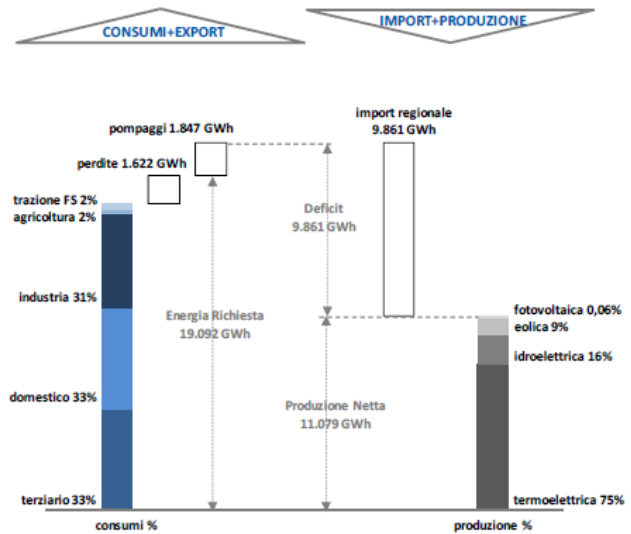 CONSUMI+EXPORT
IMPORT+PRODUZIONE
pompaggi 1.847 GWh
import regionale
9.861 GWh
perdite 1.622 GWh
trazione FS 2%
agricoltura 2%
Deficit
9.861 GWh
industria 31%
Energia Richiesta
19.092 GWh
fotovoltaica 0,06%
eolica 9%
idroelettrica 16%
domestico 33%
Produzione Netta
11.079 GWh
terziario 33%
termoelettrica 75%
consumi %
produzione %